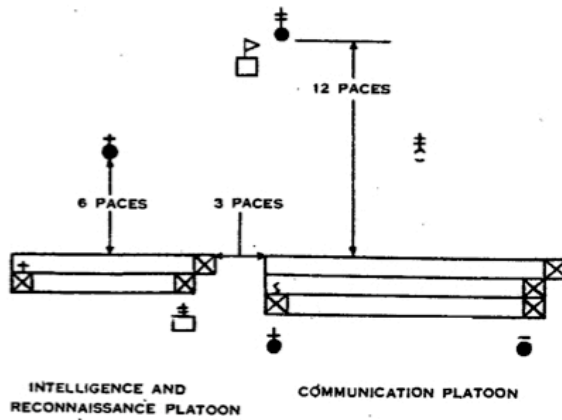 12 PACES
6 PACES
3 PACES
INTELLIGENCE AND
RECONNAISSANCE PLATOON
COMMUNICATION PLATOON